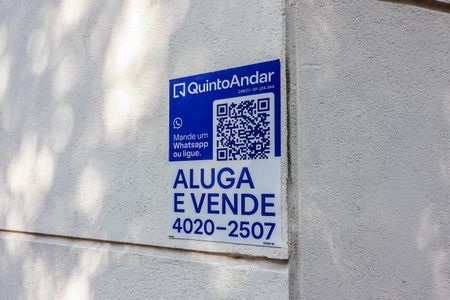 QuintoAndar
CRECI-SP J24.344
Mande um
Whatsapp
ou ligue.
ALUGA
E VENDE
4020-2507